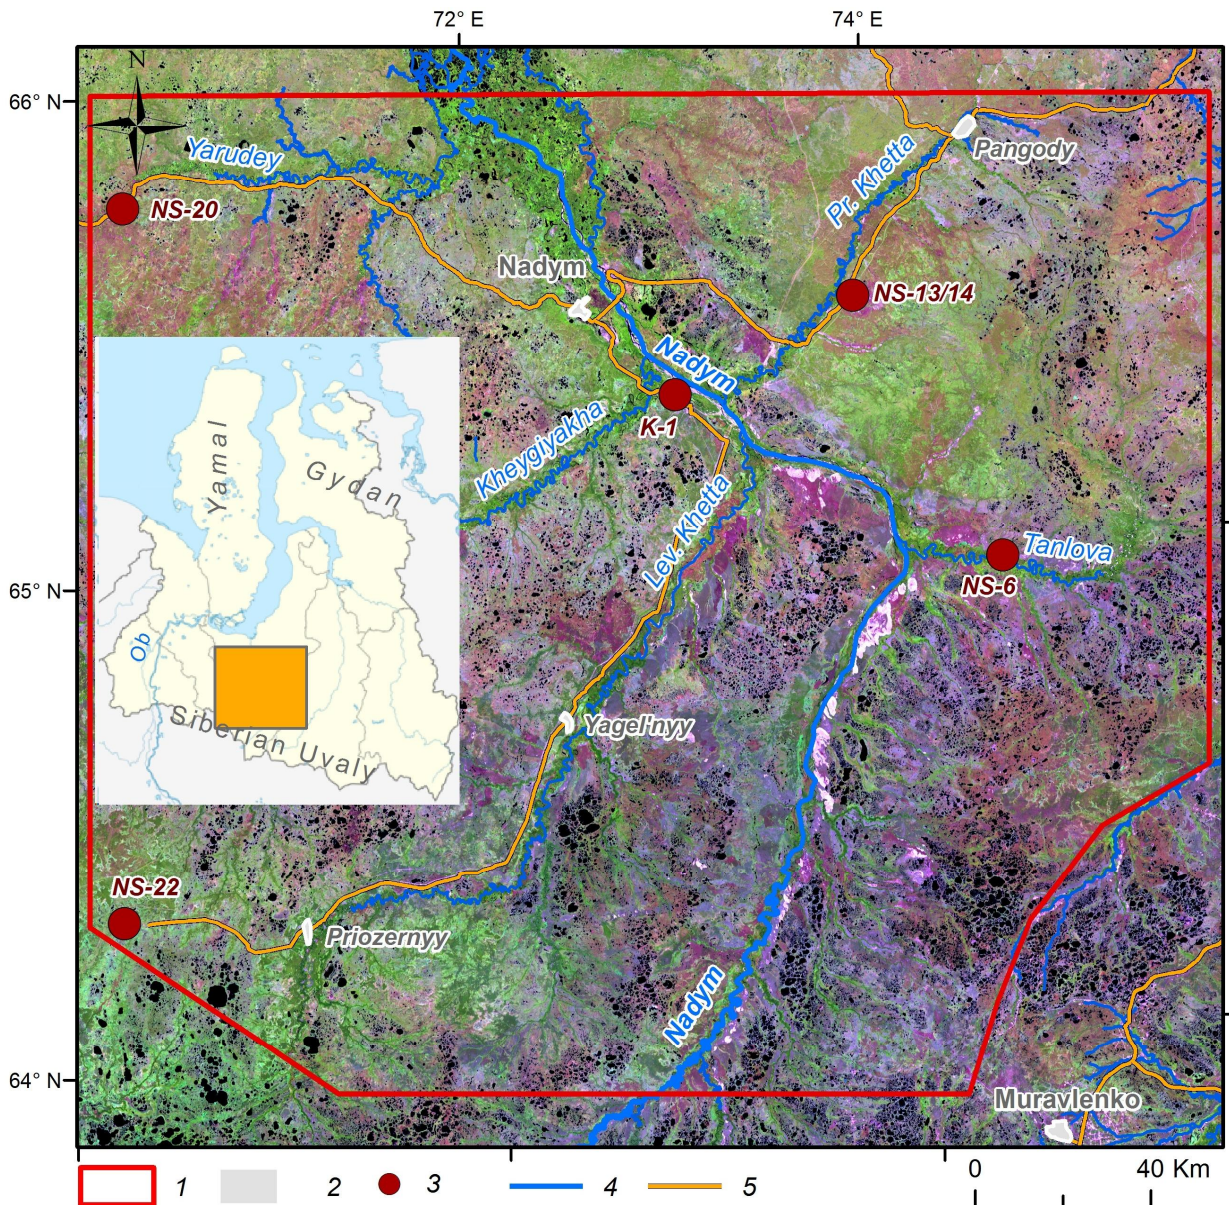 72° E
74° E
N
66° N
Yarudey
Pangody
Pr. Khetta
NS-20
Nadym
NS-13/14
Nadym
K-1
Kheygiyakha
Lev. Khetta
Yamal
Gydan
Tanlova
NS-6
65° N
Ob
Siberian Uvaly
Yagel'nyy
NS-22
Priozernyy
Nadym
64° N
Muravlenko
1
2
3
4
5
0
40 Km